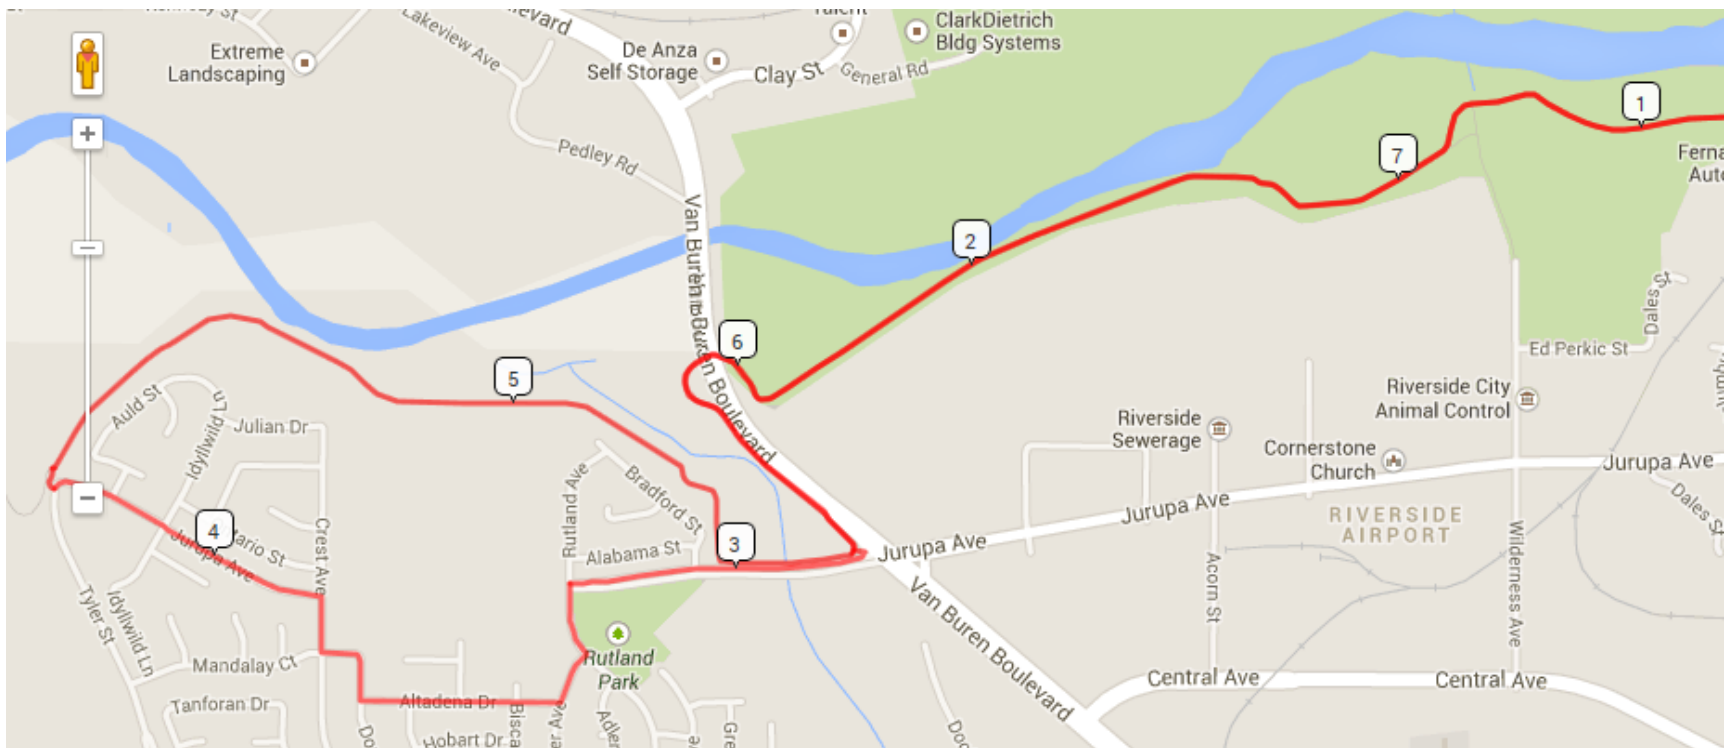 Lakeview Ave
Extreme
Landscaping
De Anza
Self Storage
Clay St
General Rd
ClarkDietrich
Bldg Systems
1
7
2
6
5
4
3
Pedley Rd
Van Buren Boulevard
Dales St
Ed Perkic St
Riverside City
Animal Control
Riverside
Sewerage
Cornerstone
Church
Jurupa Ave
Dales St
RIVERSIDE
AIRPORT
Jurupa Ave
Jurupa Ave
Auld St
Idyllwild Ln
Julian Dr
Rutland Ave
Bradford St
Alabama St
Crest Ave
Jurupa Ave
Tyler St
Idyllwild Ln
Mandalay Ct
Tanforan Dr
Altadena Dr
Hobart Dr
Rutland
Park
Acorn St
Wilderness Ave
Van Buren Boulevard
Central Ave
Central Ave